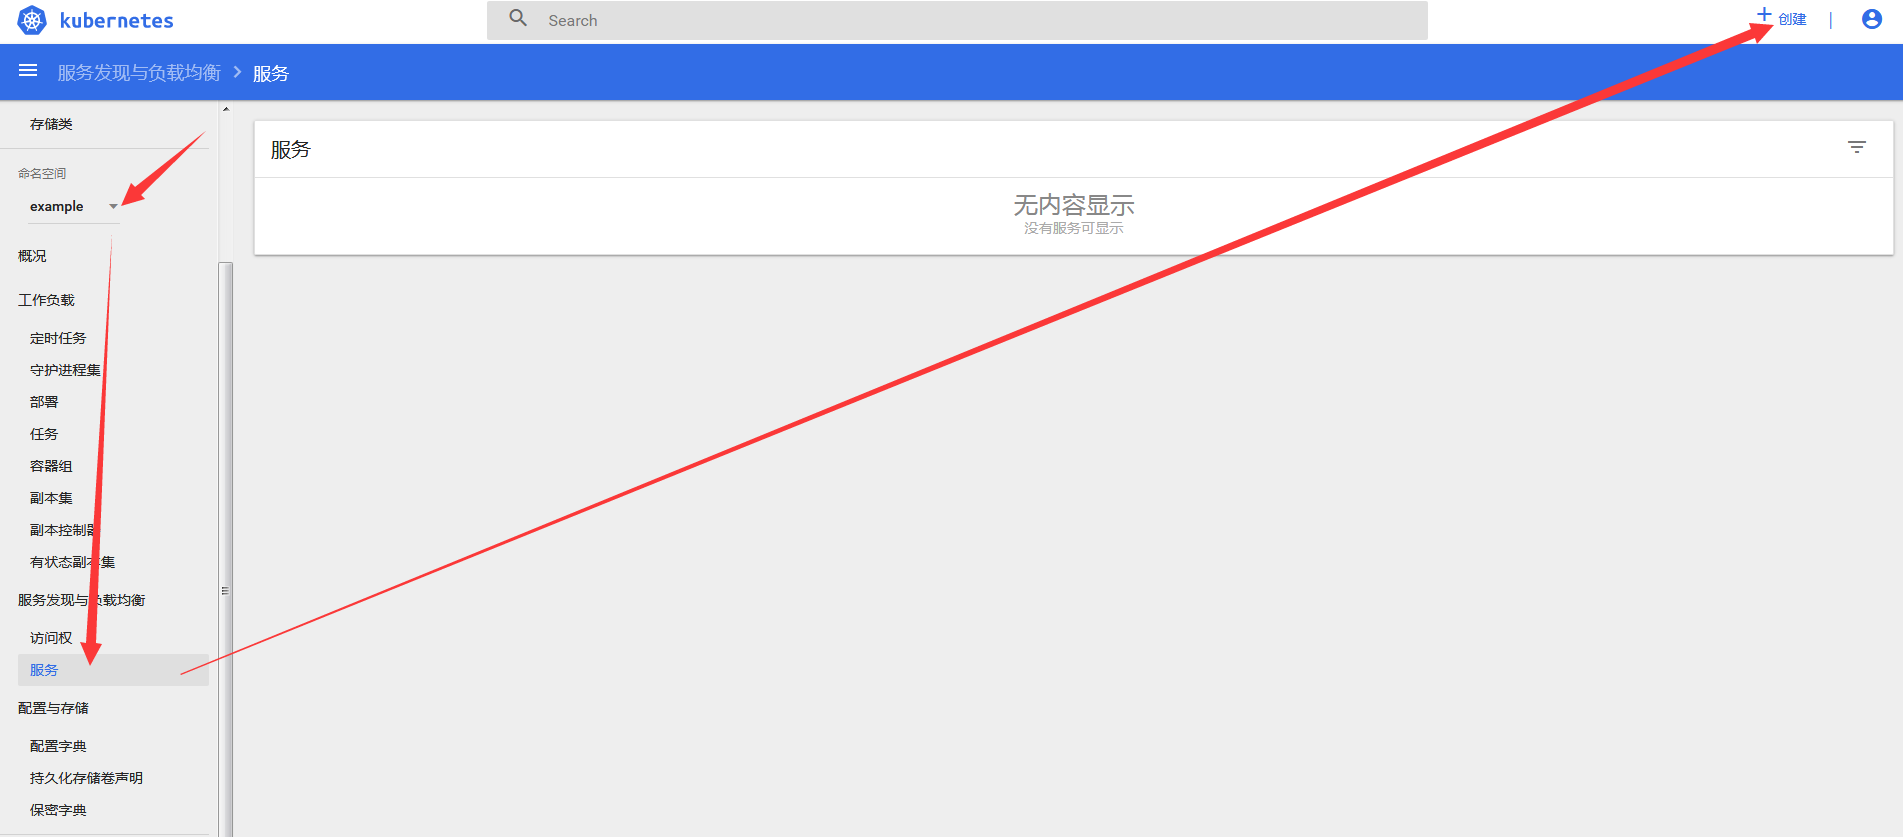 kubernetes
Search
创建
服务发现与负载均衡 > 服务
存储类
命名空间
example
概况
工作负载
定时任务
守护进程集
部署
任务
容器组
副本集
副本控制器
有状态副本集
服务发现与负载均衡
访问权
服务
配置与存储
配置字典
持久化存储卷声明
保密字典
服务
无内容显示
没有服务可显示